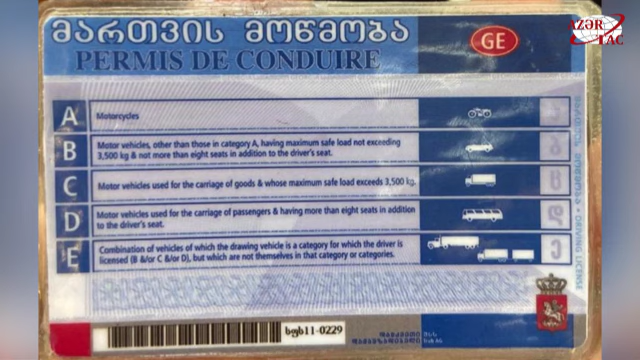 მართვის მოწმობა
PERMIS DE CONDUIRE
GE
AZƏR
TAC
A Motorcycles
B Motor vehicles, other than those in category A, having maximum safe load not exceeding
3,500 kg & not more than eight seats in addition to the driver's seat.
C Motor vehicles used for the carriage of goods & whose maximum safe load exceeds 3,500 kg.
D Motor vehicles used for the carriage of passengers & having more than eight seats in addition
to the driver's seat.
E Combination of vehicles of which the drawing vehicle is a category for which the driver is
licensed (B &/or C &/or D), but which are not themselves in that category or categories.
DRIVING LICENSE
სფს11-0229